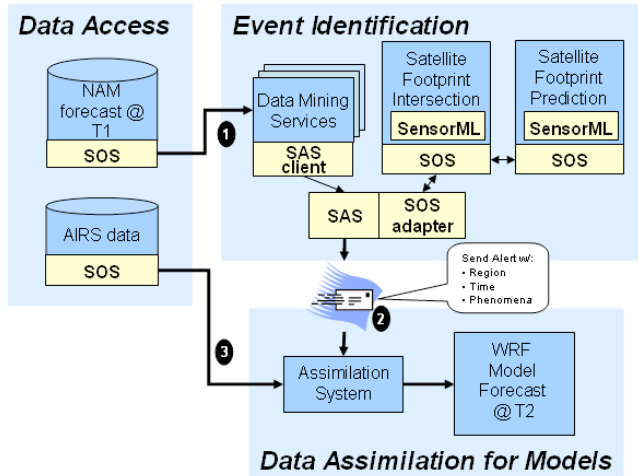 Data Access
Event Identification
NAM
forecast @
T1
SOS
AIRS data
SOS
1
Data Mining
Services
SAS
client
Satellite
Footprint
Intersection
SensorML
SOS
Satellite
Footprint
Prediction
SensorML
SOS
SAS
SOS
adapter
Send Alert w/:
• Region
• Time
• Phenomena
2
3
Assimilation
System
WRF
Model
Forecast
@ T2
Data Assimilation for Models